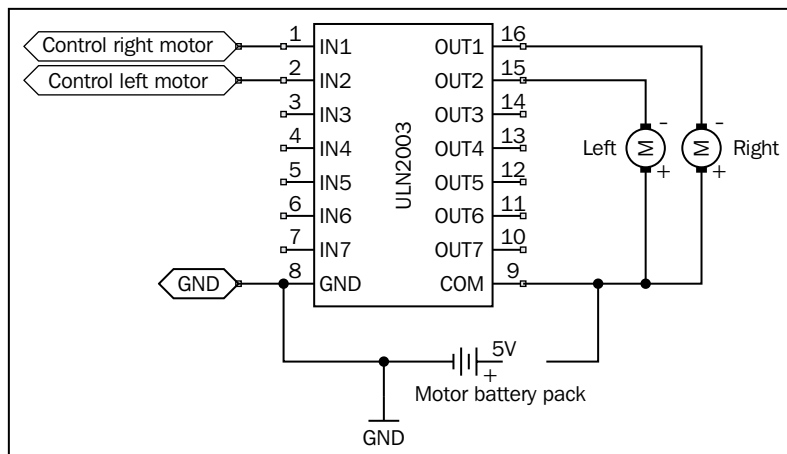 Control right motor 1 IN1 OUT1 16
Control left motor 2 IN2 OUT2 15
3 IN3 OUT3 14
4 IN4 OUT4 13
5 IN5 OUT5 12
6 IN6 OUT6 11
7 IN7 OUT7 10
GND 8 GND COM 9
ULN2003
Left M - +
M - + Right
5V
+
Motor battery pack
GND